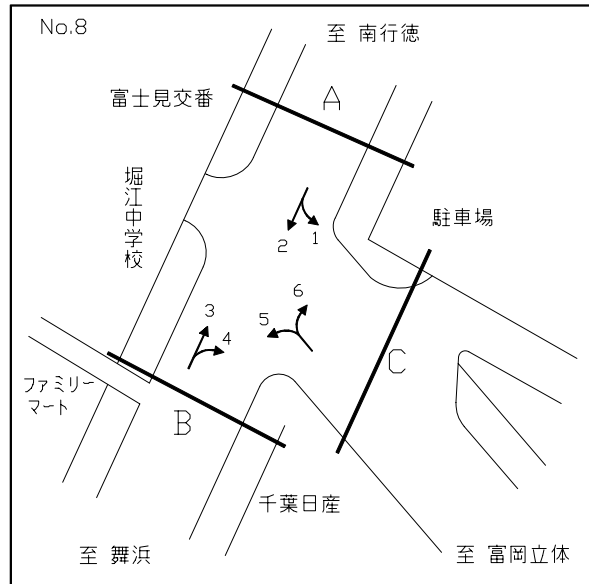 No.8
至 南行徳
富士見交番
A
堀江中学校
駐車場
1
2
3
4
5
6
ファミリー
マート
B
C
千葉日産
至 舞浜
至 富岡立体